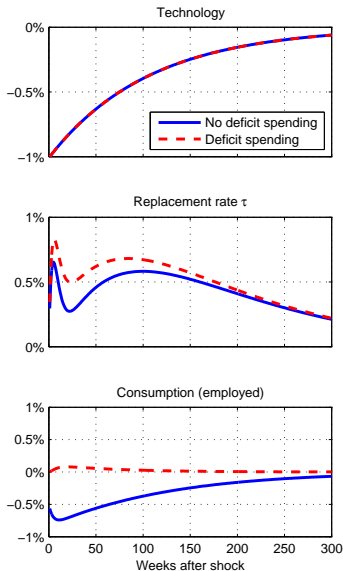 Technology
0%
−0.5%
−1%
No deficit spending
Deficit spending
Replacement rate τ
1%
0.5%
0%
Consumption (employed)
1%
0.5%
0%
−0.5%
−1%
0 50 100 150 200 250 300
Weeks after shock